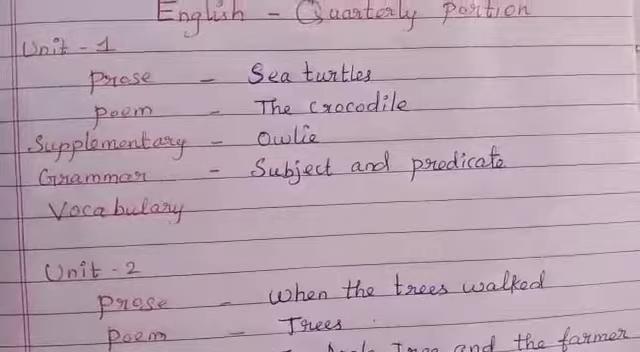 English - Quarterly portion
Unit - 1
Prose - Sea turtles
Poem - The crocodile
Supplementary - Owlie
Grammar - Subject and predicate
Vocabulary
Unit - 2
Prose - When the trees walked
Poem - Trees
- Tree and the farmer